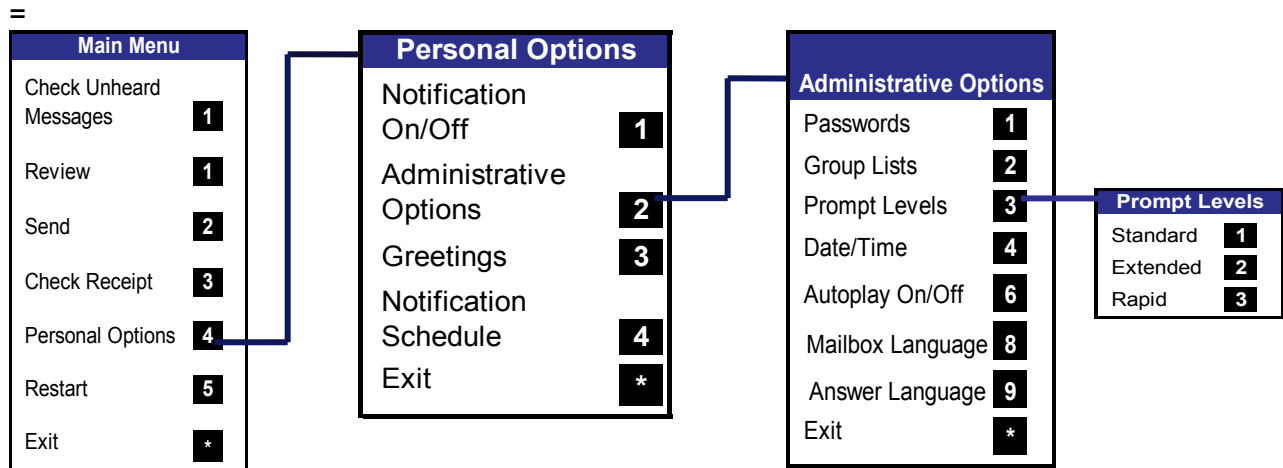 =
Main Menu
Check Unheard
Messages 1
Review 1
Send 2
Check Receipt 3
Personal Options 4
Restart 5
Exit *
Personal Options
Notification
On/Off 1
Administrative
Options 2
Greetings 3
Notification
Schedule 4
Exit *
Administrative Options
Passwords 1
Group Lists 2
Prompt Levels 3
Date/Time 4
Autoplay On/Off 6
Mailbox Language 8
Answer Language 9
Exit *
Prompt Levels
Standard 1
Extended 2
Rapid 3